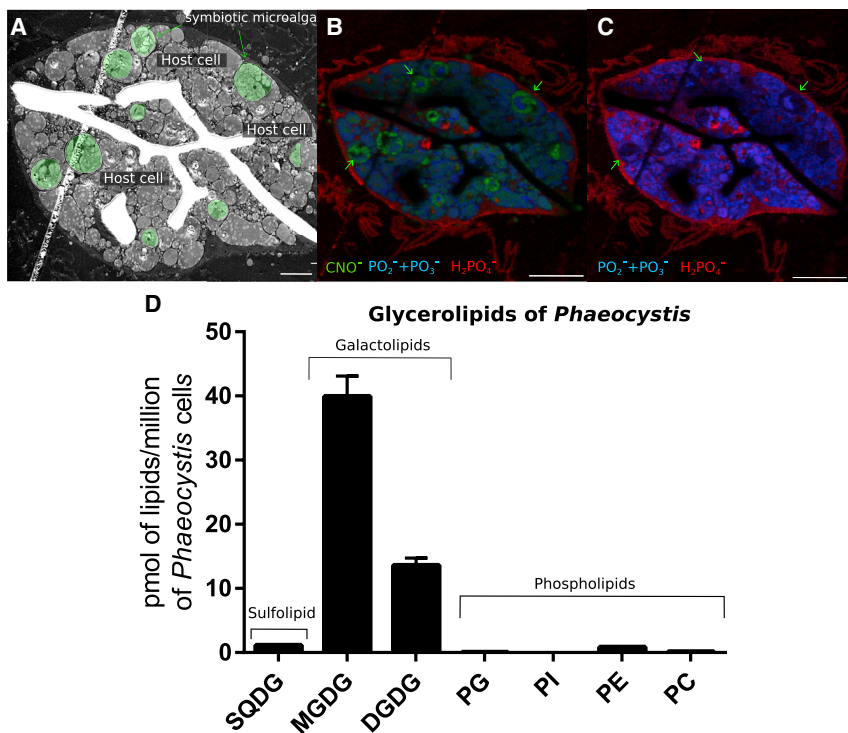 A
symbiotic microalga
Host cell
Host cell
Host cell
B
CNO⁻ PO₂⁻+PO₃⁻ H₂PO₄⁻
C
PO₂⁻+PO₃⁻ H₂PO₄⁻
D
Glycerolipids of Phaeocystis
pmol of lipids/million
of Phaeocystis cells
50
40
30
20
10
0
Sulfolipid
Galactolipids
Phospholipids
SQDG
MGDG
DGDG
PG
PI
PE
PC